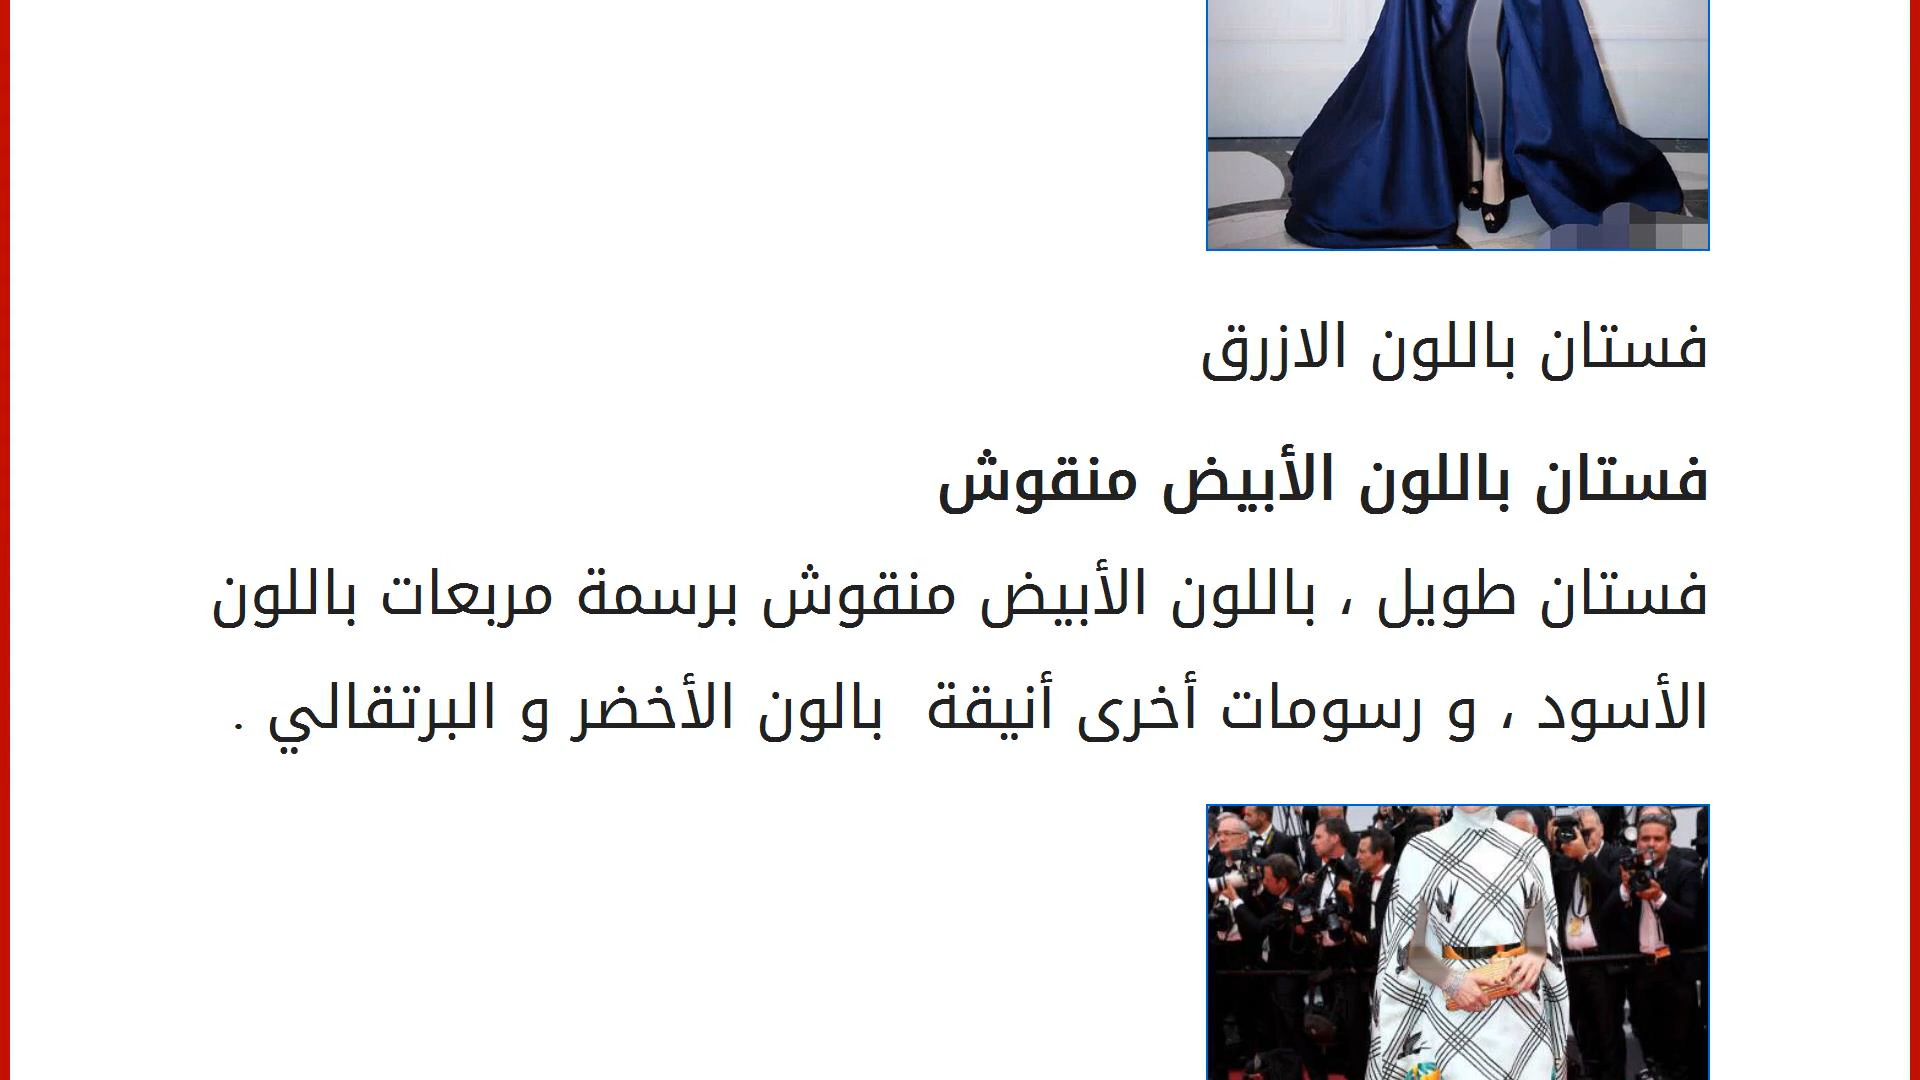 فستان باللون الازرق
فستان باللون الأبيض منقوش
فستان طويل ، باللون الأبيض منقوش برسمة مربعات باللون
الأسود ، و رسومات أخرى أنيقة  بالون الأخضر و البرتقالي .